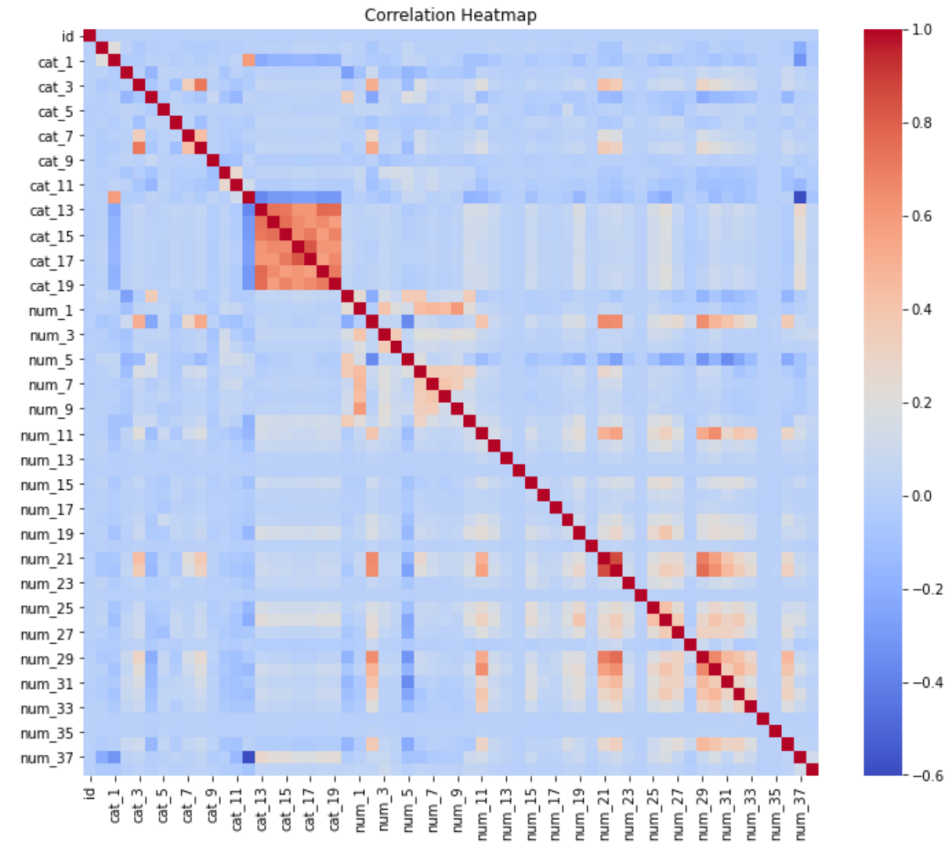 Correlation Heatmap
id
cat_1
cat_3
cat_5
cat_7
cat_9
cat_11
cat_13
cat_15
cat_17
cat_19
num_1
num_3
num_5
num_7
num_9
num_11
num_13
num_15
num_17
num_19
num_21
num_23
num_25
num_27
num_29
num_31
num_33
num_35
num_37
id
cat_1
cat_3
cat_5
cat_7
cat_9
cat_11
cat_13
cat_15
cat_17
cat_19
num_1
num_3
num_5
num_7
num_9
num_11
num_13
num_15
num_17
num_19
num_21
num_23
num_25
num_27
num_29
num_31
num_33
num_35
num_37
1.0
0.8
0.6
0.4
0.2
0.0
−0.2
−0.4
−0.6